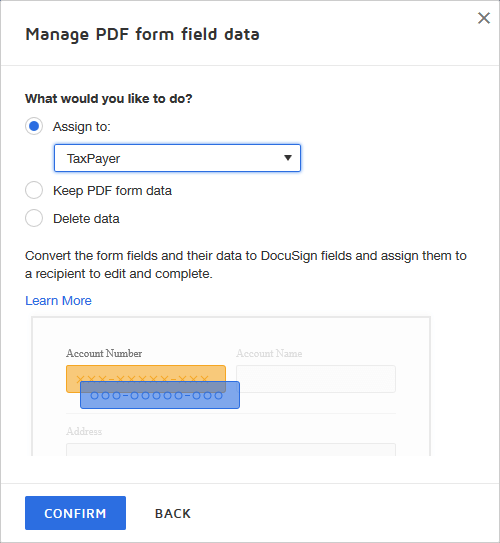 Manage PDF form field data
What would you like to do?
Assign to:
TaxPayer
Keep PDF form data
Delete data
Convert the form fields and their data to DocuSign fields and assign them to
a recipient to edit and complete.
Learn More
Account Number Account Name
XXX-XXXXX-XXX
OOO-OOOOO-OOO
Address
CONFIRM BACK